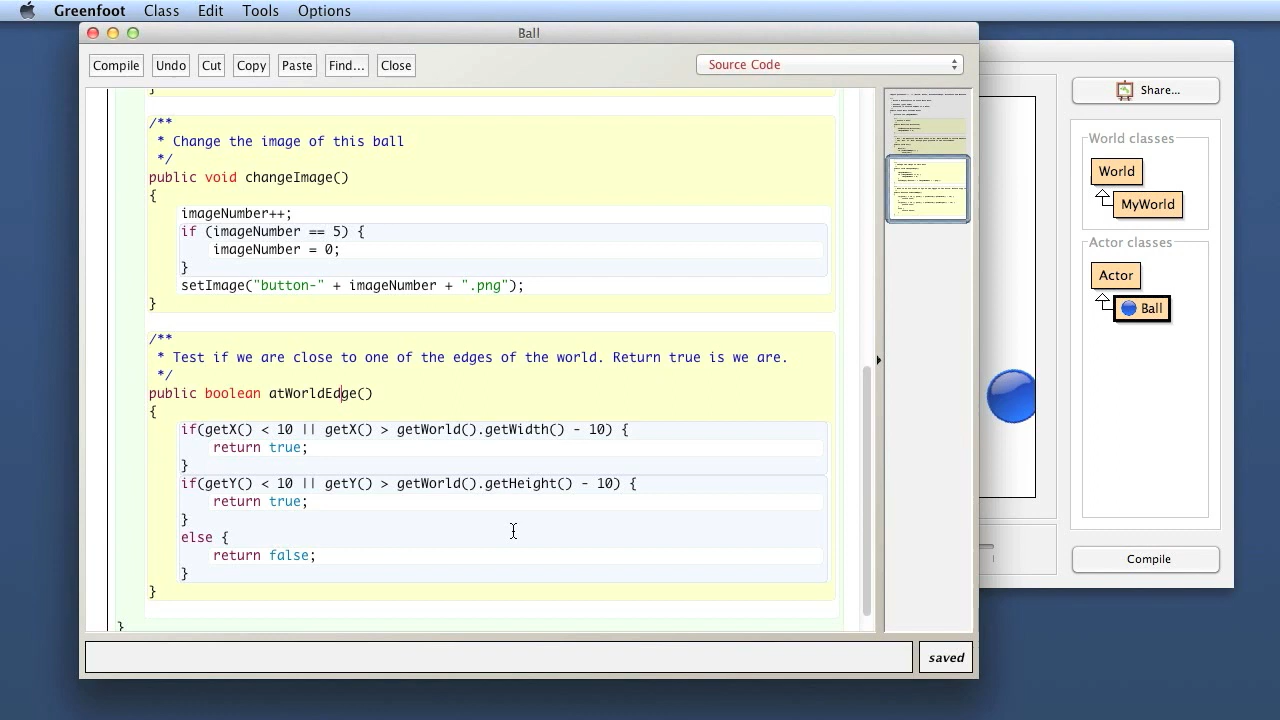 Greenfoot Class Edit Tools Options
Ball
Compile Undo Cut Copy Paste Find... Close Source Code
}
/**
* Change the image of this ball
*/
public void changeImage()
{
imageNumber++;
if (imageNumber == 5) {
imageNumber = 0;
}
setImage("button-" + imageNumber + ".png");
}
/**
* Test if we are close to one of the edges of the world. Return true is we are.
*/
public boolean atWorldEdge()
{
if(getX() < 10 || getX() > getWorld().getWidth() - 10) {
return true;
}
if(getY() < 10 || getY() > getWorld().getHeight() - 10) {
return true;
}
else {
return false;
}
}
}
saved
Share...
World classes
World
MyWorld
Actor classes
Actor
Ball
Compile